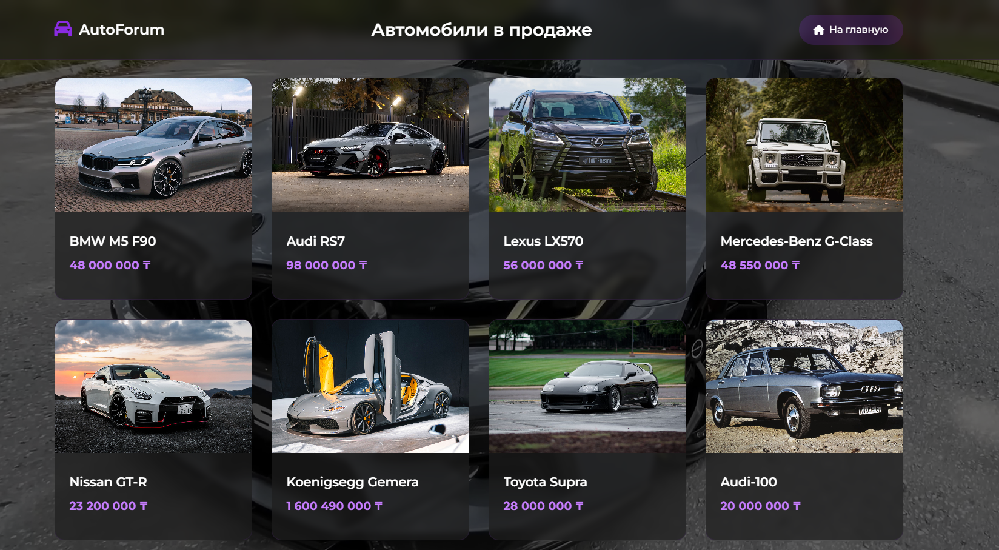 AutoForum
Автомобили в продаже
На главную
LARTE Design
BMW M5 F90
48 000 000 ₸
Audi RS7
98 000 000 ₸
Lexus LX570
56 000 000 ₸
Mercedes-Benz G-Class
48 550 000 ₸
Nissan GT-R
23 200 000 ₸
Koenigsegg Gemera
1 600 490 000 ₸
Toyota Supra
28 000 000 ₸
Audi-100
20 000 000 ₸